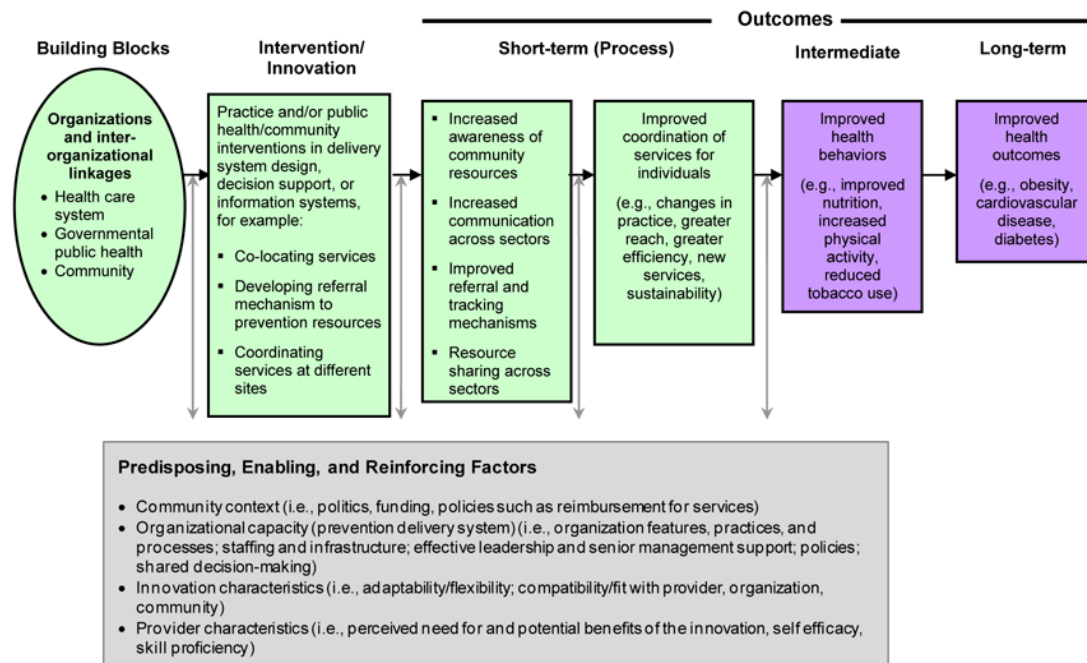 Outcomes
Building Blocks
Intervention/
Innovation
Short-term (Process)
Intermediate
Long-term
Organizations
and inter-
organizational
linkages
• Health care
system
• Governmental
public health
• Community
Practice and/or public
health/community
interventions in delivery
system design,
decision support, or
information systems,
for example:
▪ Co-locating services
▪ Developing referral
mechanism to
prevention resources
▪ Coordinating
services at different
sites
▪ Increased
awareness of
community
resources
▪ Increased
communication
across sectors
▪ Improved
referral and
tracking
mechanisms
▪ Resource
sharing across
sectors
Improved
coordination of
services for
individuals
(e.g., changes in
practice, greater
reach, greater
efficiency, new
services,
sustainability)
Improved
health
behaviors
(e.g., improved
nutrition,
increased
physical
activity,
reduced
tobacco use)
Improved
health
outcomes
(e.g., obesity,
cardiovascular
disease,
diabetes)
Predisposing, Enabling, and Reinforcing Factors
• Community context (i.e., politics, funding, policies such as reimbursement for services)
• Organizational capacity (prevention delivery system) (i.e., organization features, practices, and
processes; staffing and infrastructure; effective leadership and senior management support; policies;
shared decision-making)
• Innovation characteristics (i.e., adaptability/flexibility; compatibility/fit with provider, organization,
community)
• Provider characteristics (i.e., perceived need for and potential benefits of the innovation, self efficacy,
skill proficiency)